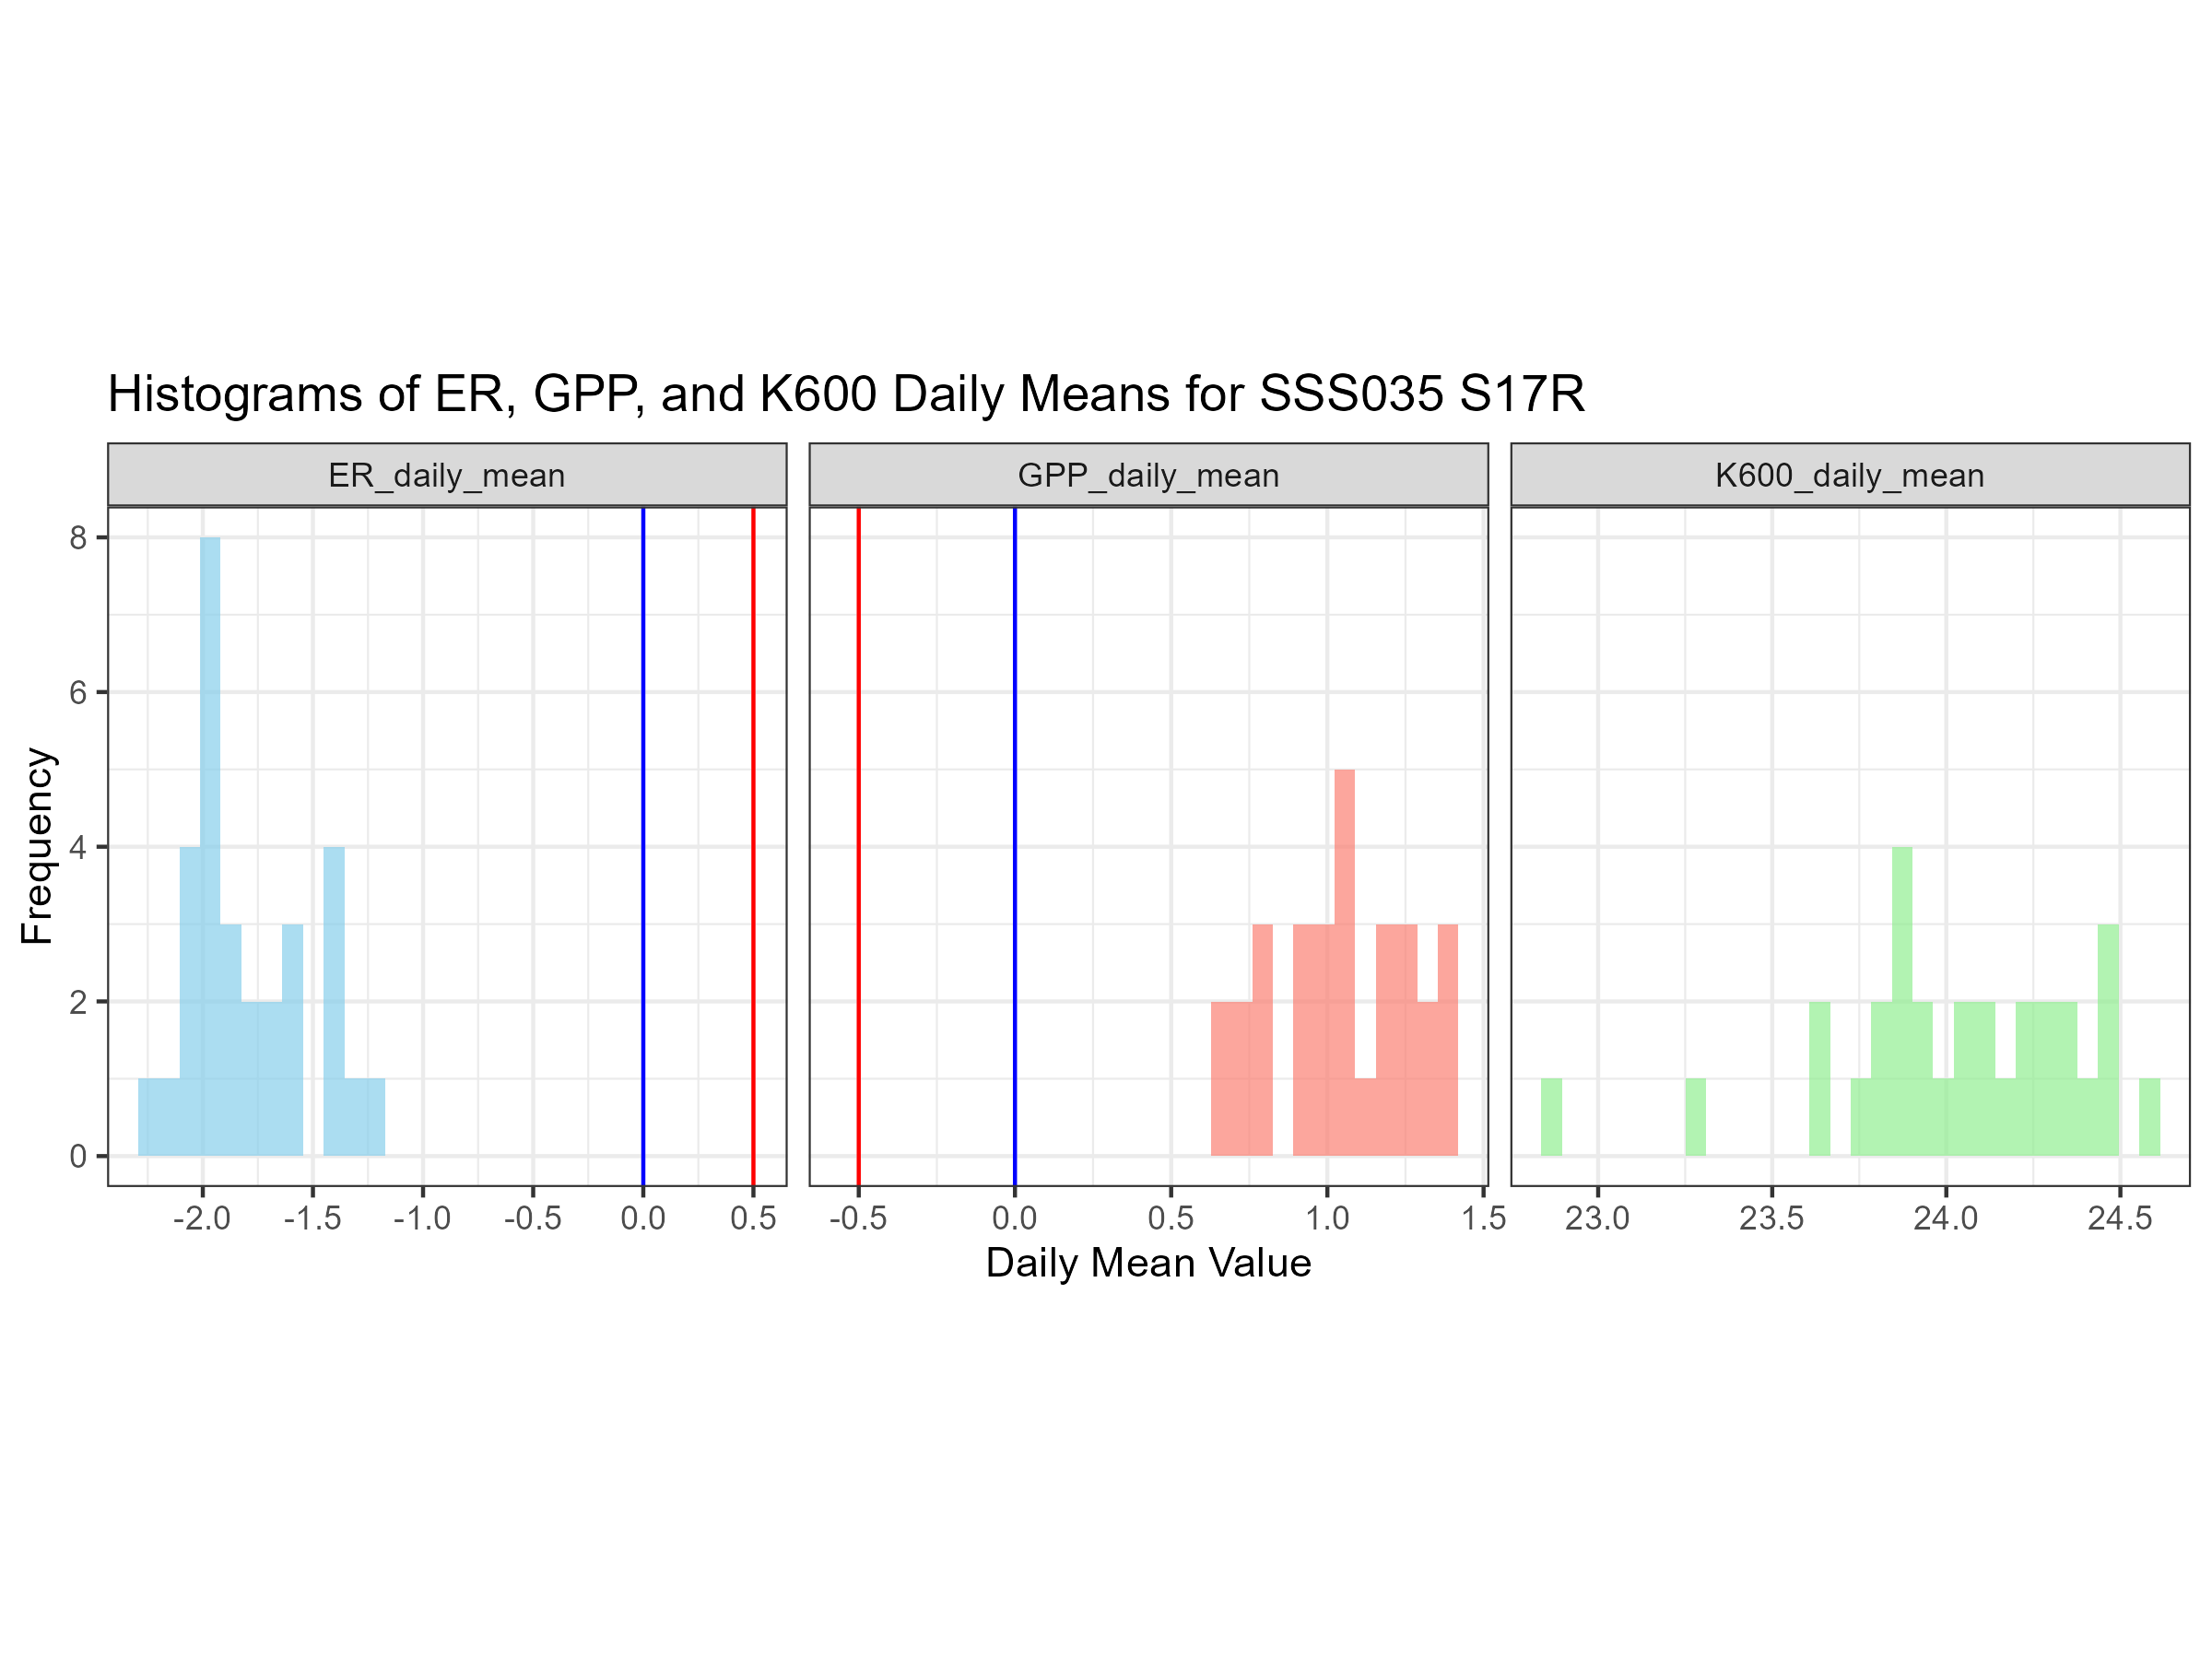 Histograms of ER, GPP, and K600 Daily Means for SSS035 S17R
ER_daily_mean GPP_daily_mean K600_daily_mean
8
6
4
2
0
Frequency
-2.0 -1.5 -1.0 -0.5 0.0 0.5 -0.5 0.0 0.5 1.0 1.5 23.0 23.5 24.0 24.5
Daily Mean Value